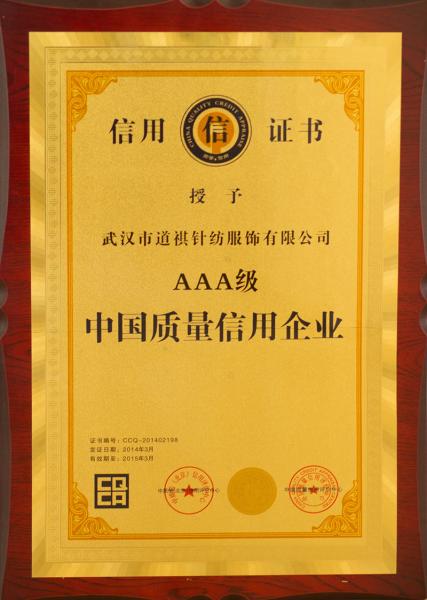 信用 信 证书
CHINA QUALITY CREDIT APPRAISE
授予
武汉市道祺针纺服饰有限公司
AAA级
中国质量信用企业
证书编号：CCQ-201402198
发证日期：2014年3月
有效期至：2015年3月
CQCA